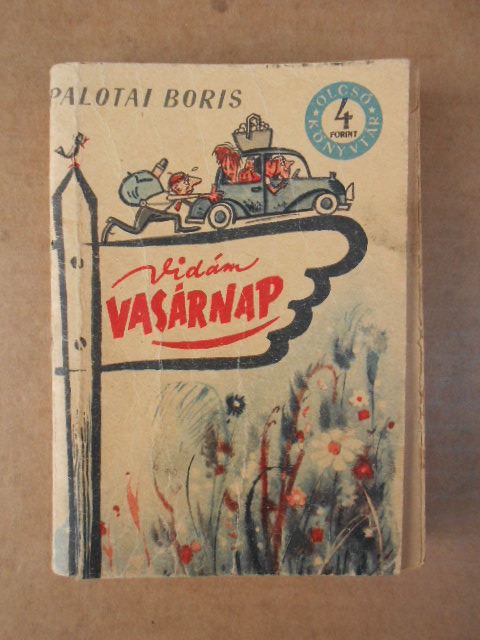 PALOTAI BORIS
OLCSÓ
KÖNYVTÁR
4
FORINT
Vidám
VASÁRNAP